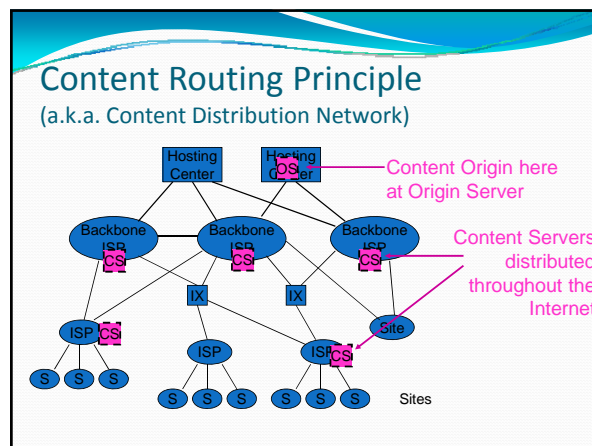 Content Routing Principle
(a.k.a. Content Distribution Network)
Hosting
Center
Hosting
Center
OS
Content Origin here
at Origin Server
Backbone
ISP
CS
Backbone
ISP
CS
Backbone
ISP
CS
Content Servers
distributed
throughout the
Internet
IX
IX
Site
ISP
CS
ISP
ISP
CS
S
S
S
S
S
S
S
S
S
Sites